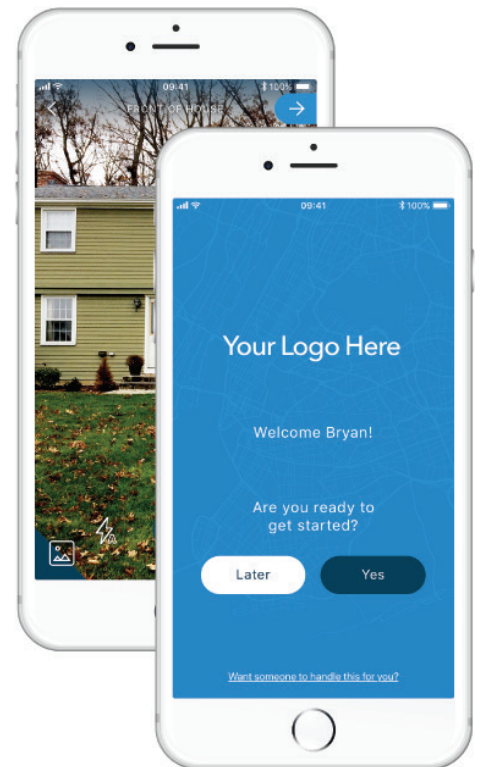 09:41
100%
FRONT OF HOUSE
09:41
100%
Your Logo Here
Welcome Bryan!
Are you ready to
get started?
Later
Yes
Want someone to handle this for you?